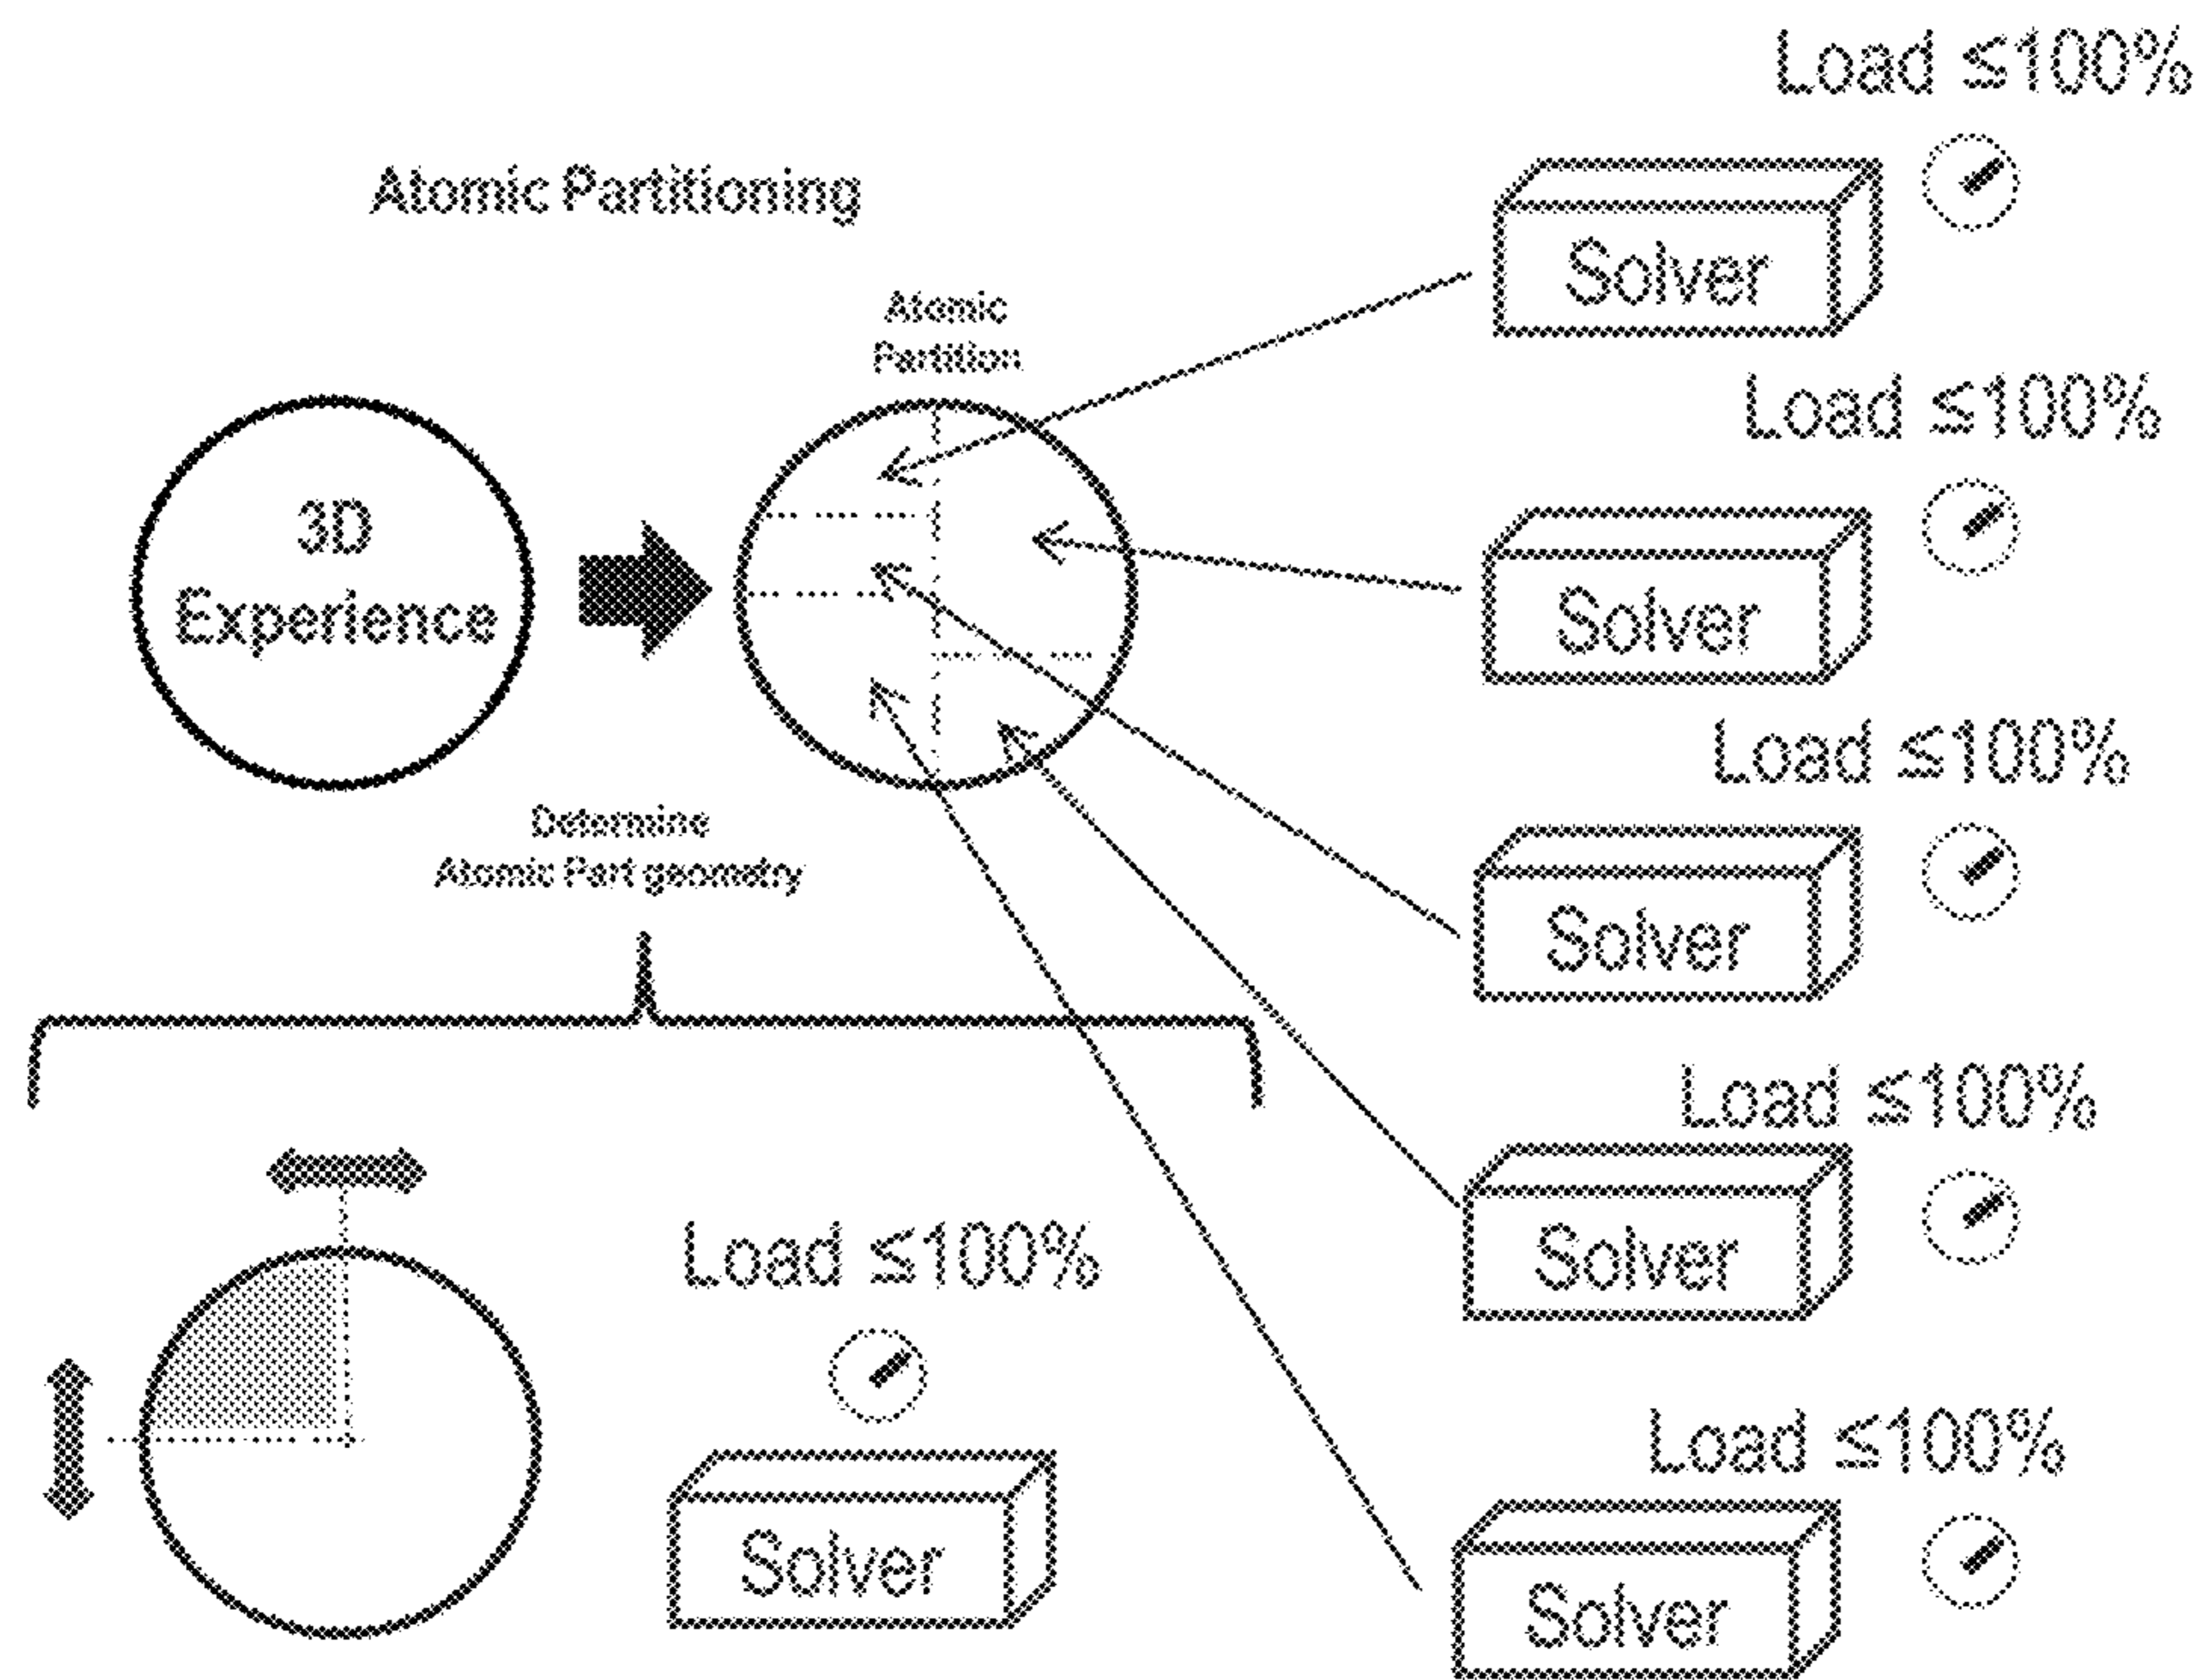 Load ≤100%
Atomic Partitioning
Solver
Atomic
Partition
Load ≤100%
3D
Experience
Solver
Load ≤100%
Determine
Atomic Part geometry
Solver
Load ≤100%
Solver
Load ≤100%
Solver
Load ≤100%
Solver